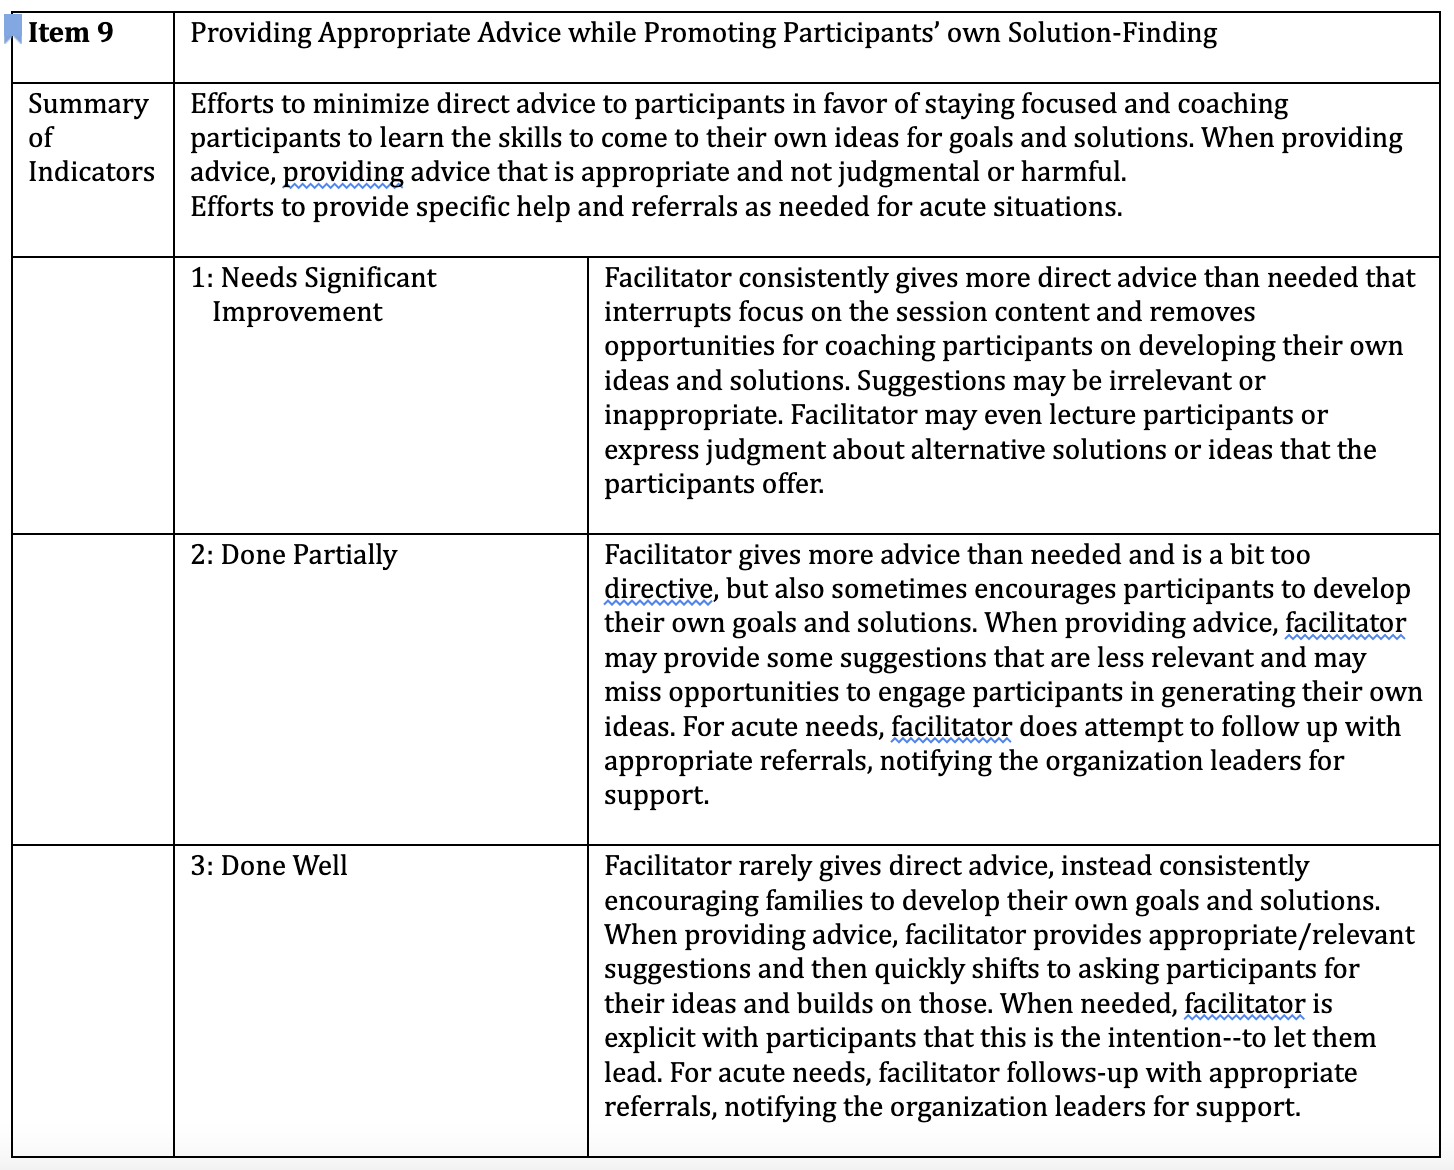 Item 9
Providing Appropriate Advice while Promoting Participants’ own Solution-Finding
Summary
of
Indicators
Efforts to minimize direct advice to participants in favor of staying focused and coaching
participants to learn the skills to come to their own ideas for goals and solutions. When providing
advice, providing advice that is appropriate and not judgmental or harmful.
Efforts to provide specific help and referrals as needed for acute situations.
1: Needs Significant
Improvement
Facilitator consistently gives more direct advice than needed that
interrupts focus on the session content and removes
opportunities for coaching participants on developing their own
ideas and solutions. Suggestions may be irrelevant or
inappropriate. Facilitator may even lecture participants or
express judgment about alternative solutions or ideas that the
participants offer.
2: Done Partially
Facilitator gives more advice than needed and is a bit too
directive, but also sometimes encourages participants to develop
their own goals and solutions. When providing advice, facilitator
may provide some suggestions that are less relevant and may
miss opportunities to engage participants in generating their own
ideas. For acute needs, facilitator does attempt to follow up with
appropriate referrals, notifying the organization leaders for
support.
3: Done Well
Facilitator rarely gives direct advice, instead consistently
encouraging families to develop their own goals and solutions.
When providing advice, facilitator provides appropriate/relevant
suggestions and then quickly shifts to asking participants for
their ideas and builds on those. When needed, facilitator is
explicit with participants that this is the intention--to let them
lead. For acute needs, facilitator follows-up with appropriate
referrals, notifying the organization leaders for support.